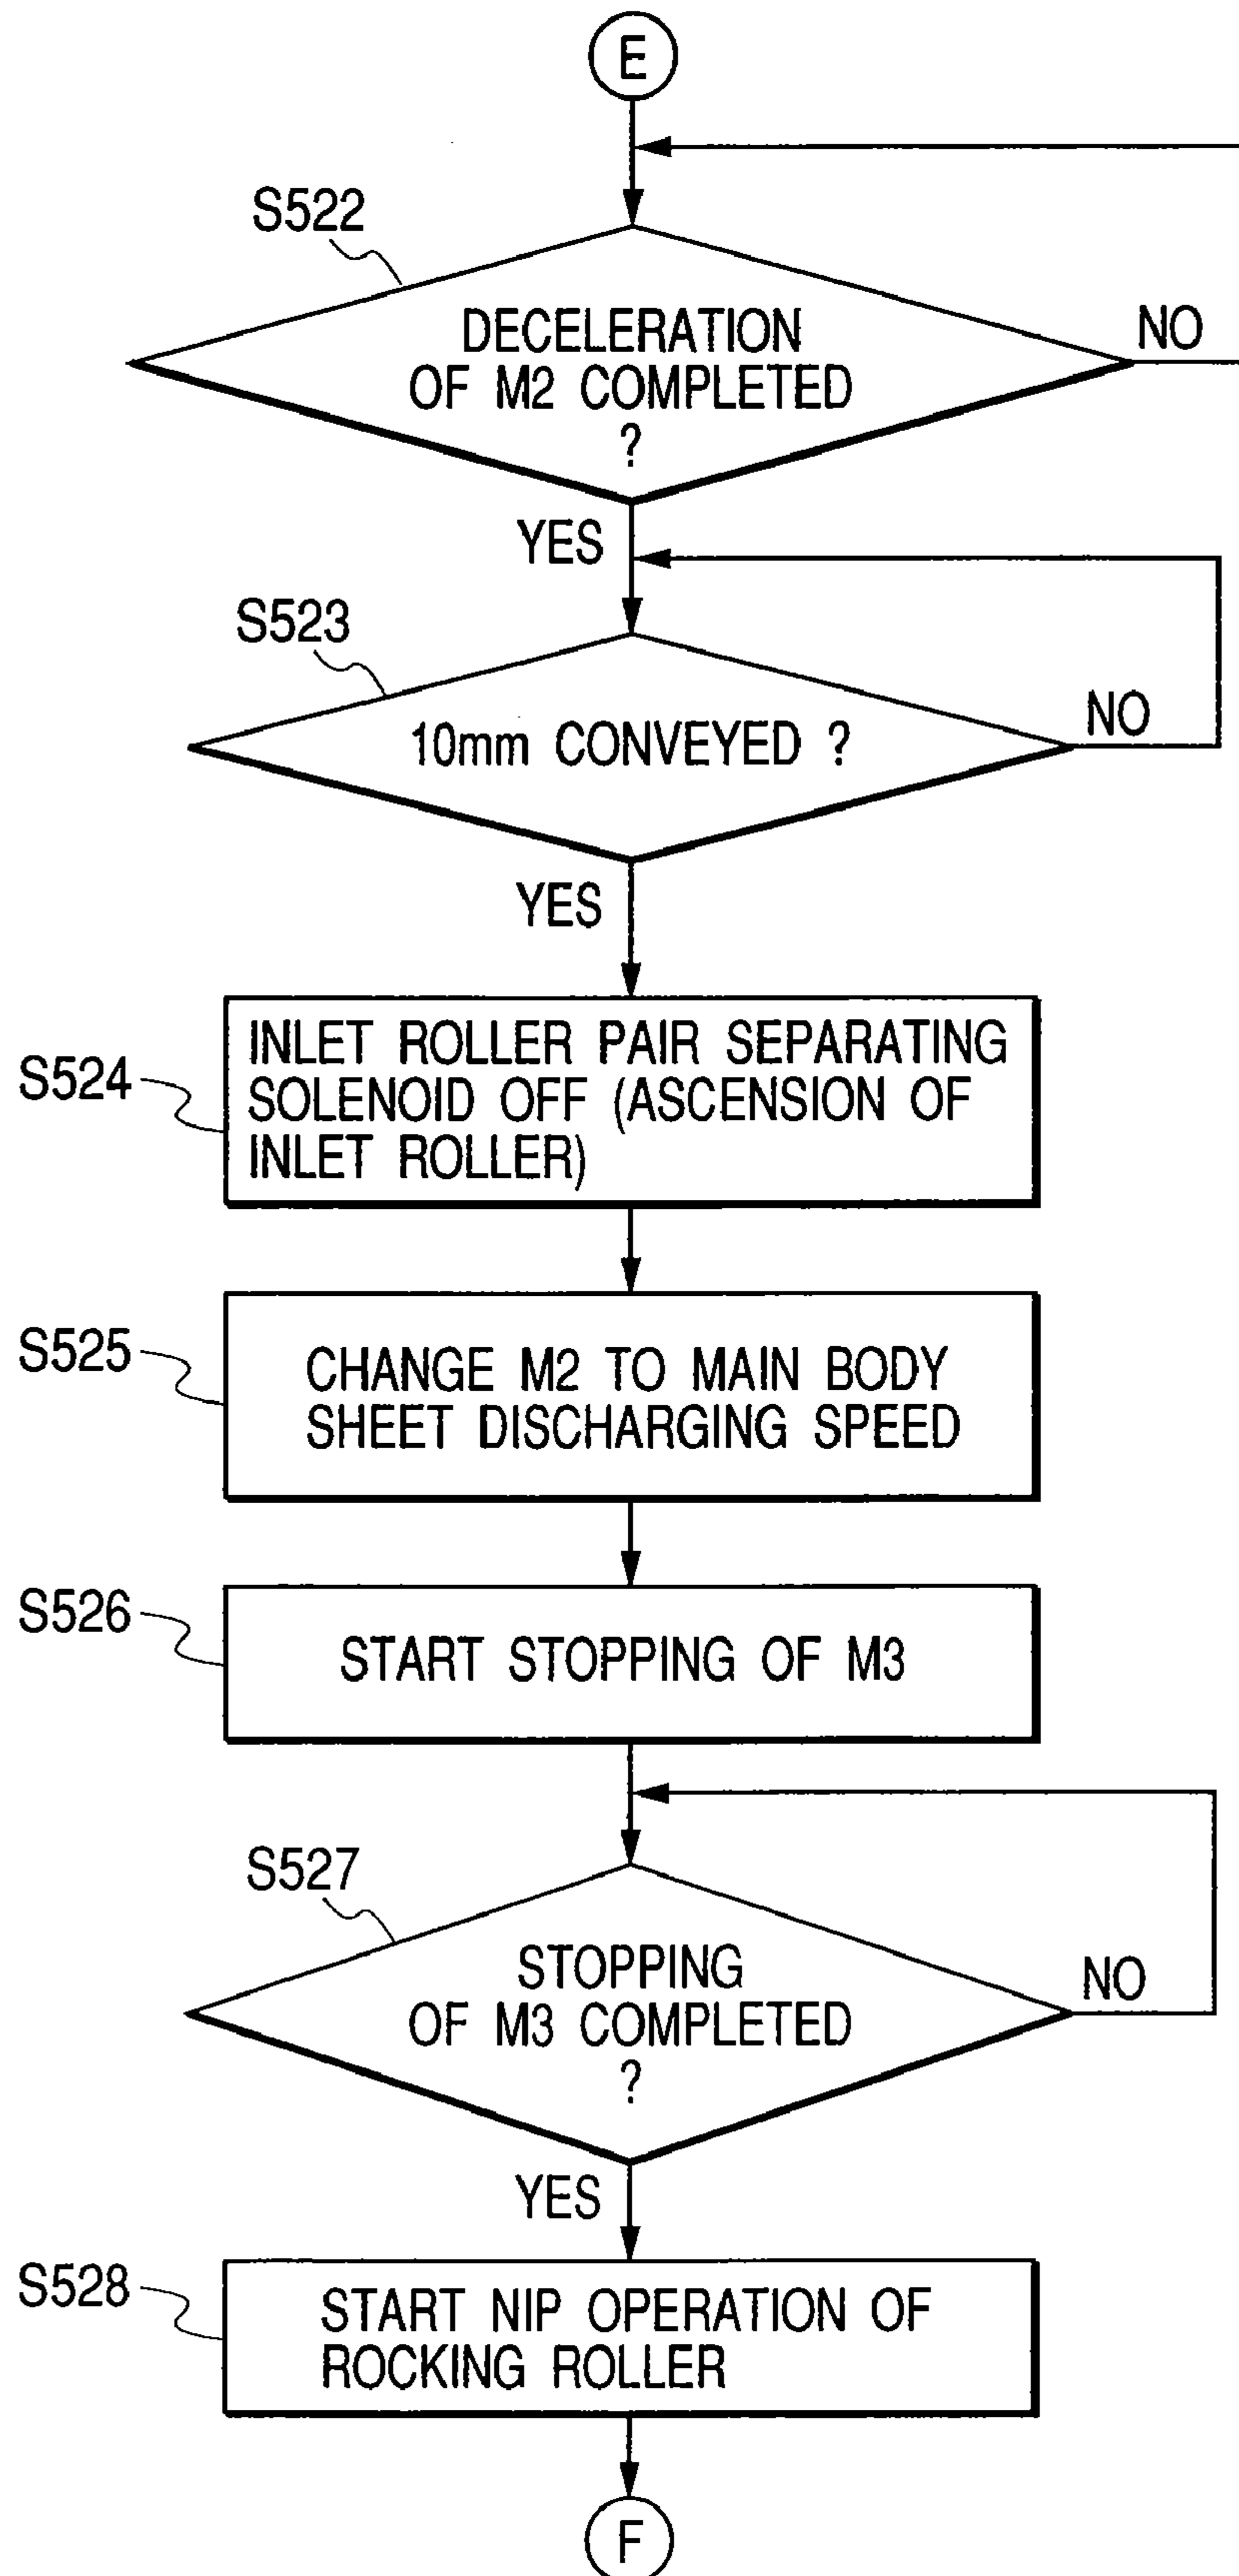 E
S522
DECELERATION
OF M2 COMPLETED
?
NO
YES
S523
10mm CONVEYED ?
NO
YES
S524
INLET ROLLER PAIR SEPARATING
SOLENOID OFF (ASCENSION OF
INLET ROLLER)
S525
CHANGE M2 TO MAIN BODY
SHEET DISCHARGING SPEED
S526
START STOPPING OF M3
S527
STOPPING
OF M3 COMPLETED
?
NO
YES
S528
START NIP OPERATION OF
ROCKING ROLLER
F